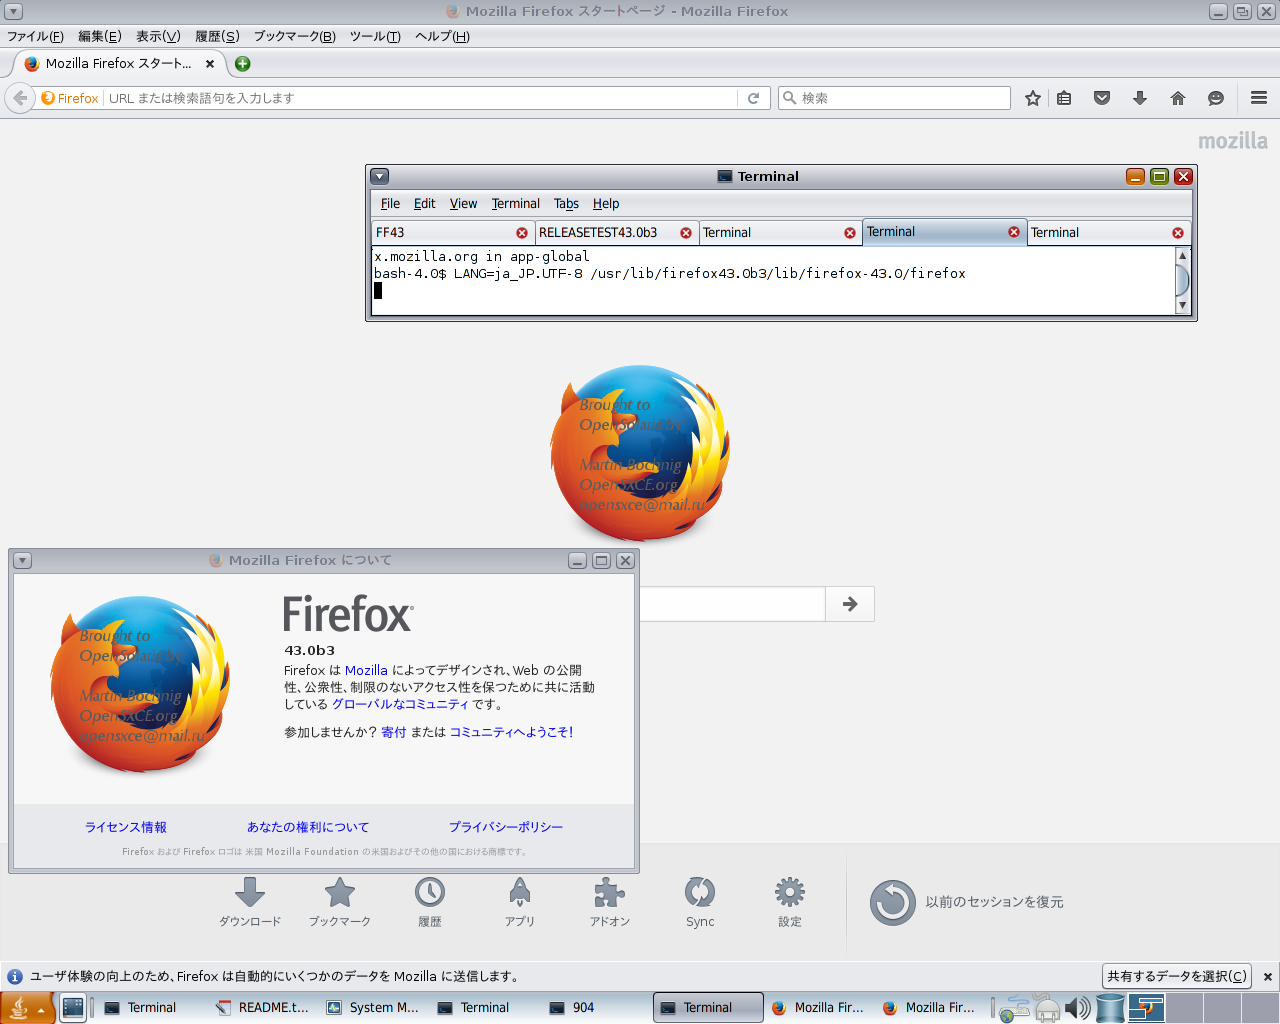 Mozilla Firefox スタートページ - Mozilla Firefox
ファイル(F) 編集(E) 表示(V) 履歴(S) ブックマーク(B) ツール(T) ヘルプ(H)
Mozilla Firefox スタート...
Firefox URL または検索語句を入力します 検索
mozilla
Terminal
File Edit View Terminal Tabs Help
FF43 RELEASETEST43.0b3 Terminal Terminal Terminal
x.mozilla.org in app-global
bash-4.0$ LANG=ja_JP.UTF-8 /usr/lib/firefox43.0b3/lib/firefox-43.0/firefox
Brought to
OpenSolaris by
Martin Bochnig
OpenSXCE.org
opensxce@mail.ru
Mozilla Firefox について
Brought to
OpenSolaris by
Martin Bochnig
OpenSXCE.org
opensxce@mail.ru
Firefox®
43.0b3
Firefox は Mozilla によってデザインされ、Web の公開
性、公衆性、制限のないアクセス性を保つために共に活動
している グローバルなコミュニティ です。
参加しませんか? 寄付 または コミュニティへようこそ!
ライセンス情報 あなたの権利について プライバシーポリシー
Firefox および Firefox ロゴは 米国 Mozilla Foundation の米国およびその他の国における商標です。
ダウンロード ブックマーク 履歴 アプリ アドオン Sync 設定 以前のセッションを復元
ユーザ体験の向上のため、Firefox は自動的にいくつかのデータを Mozilla に送信します。 共有するデータを選択(C)
Terminal README.t... System M... Terminal 904 Terminal Mozilla Fir... Mozilla Fir...